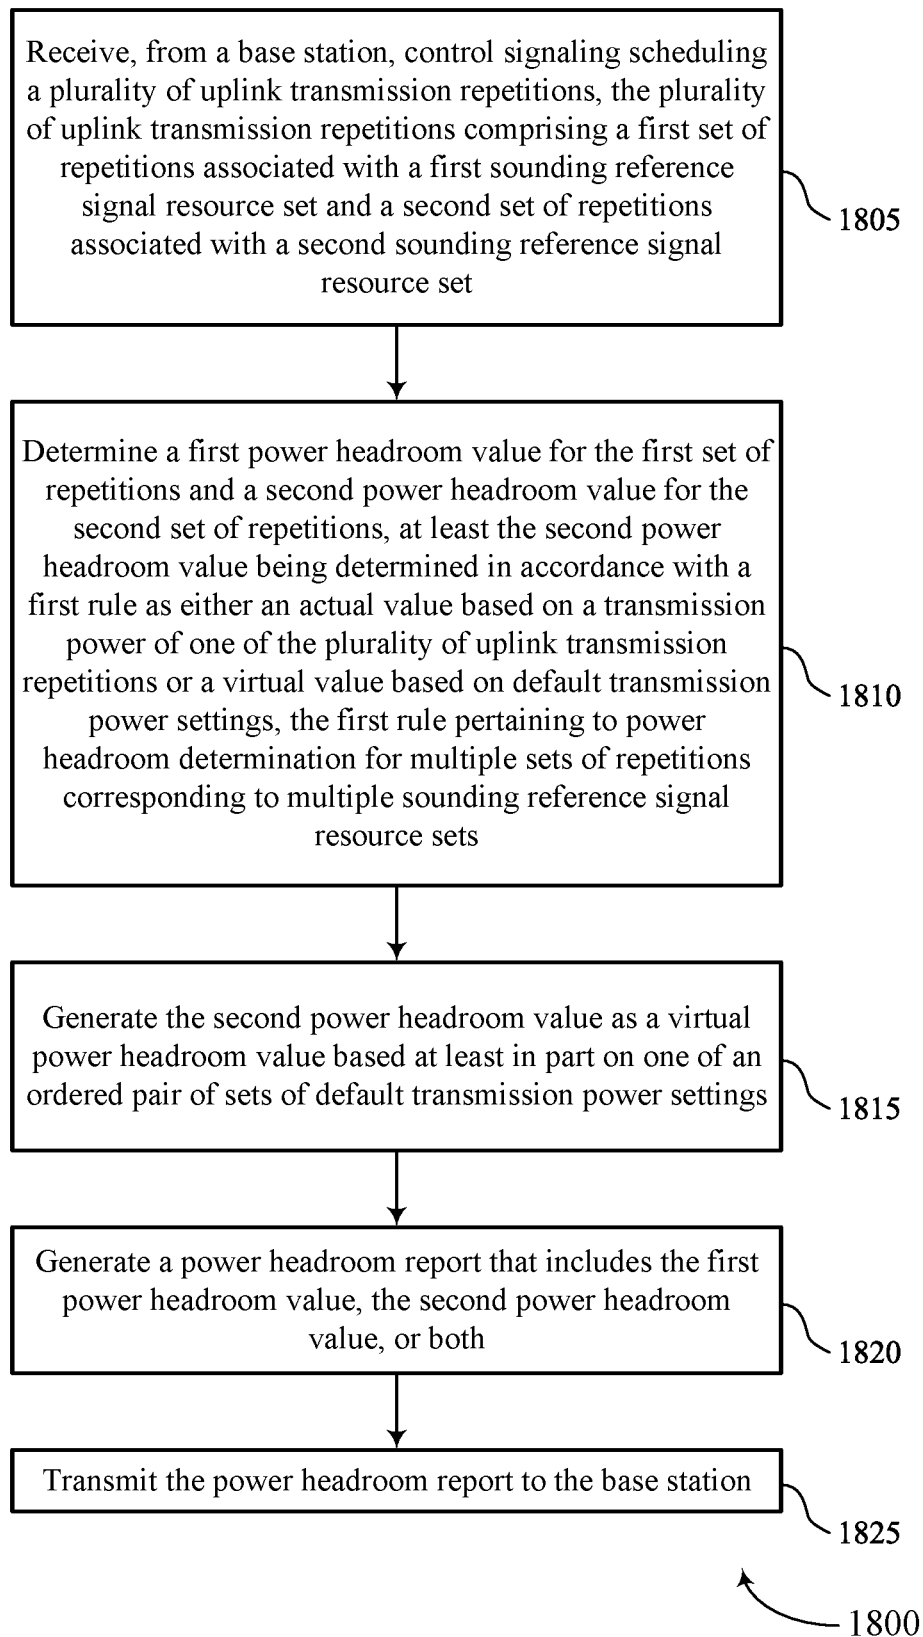 Receive, from a base station, control signaling scheduling
a plurality of uplink transmission repetitions, the plurality
of uplink transmission repetitions comprising a first set of
repetitions associated with a first sounding reference
signal resource set and a second set of repetitions
associated with a second sounding reference signal
resource set
1805
Determine a first power headroom value for the first set of
repetitions and a second power headroom value for the
second set of repetitions, at least the second power
headroom value being determined in accordance with a
first rule as either an actual value based on a transmission
power of one of the plurality of uplink transmission
repetitions or a virtual value based on default transmission
power settings, the first rule pertaining to power
headroom determination for multiple sets of repetitions
corresponding to multiple sounding reference signal
resource sets
1810
Generate the second power headroom value as a virtual
power headroom value based at least in part on one of an
ordered pair of sets of default transmission power settings
1815
Generate a power headroom report that includes the first
power headroom value, the second power headroom
value, or both
1820
Transmit the power headroom report to the base station
1825
1800